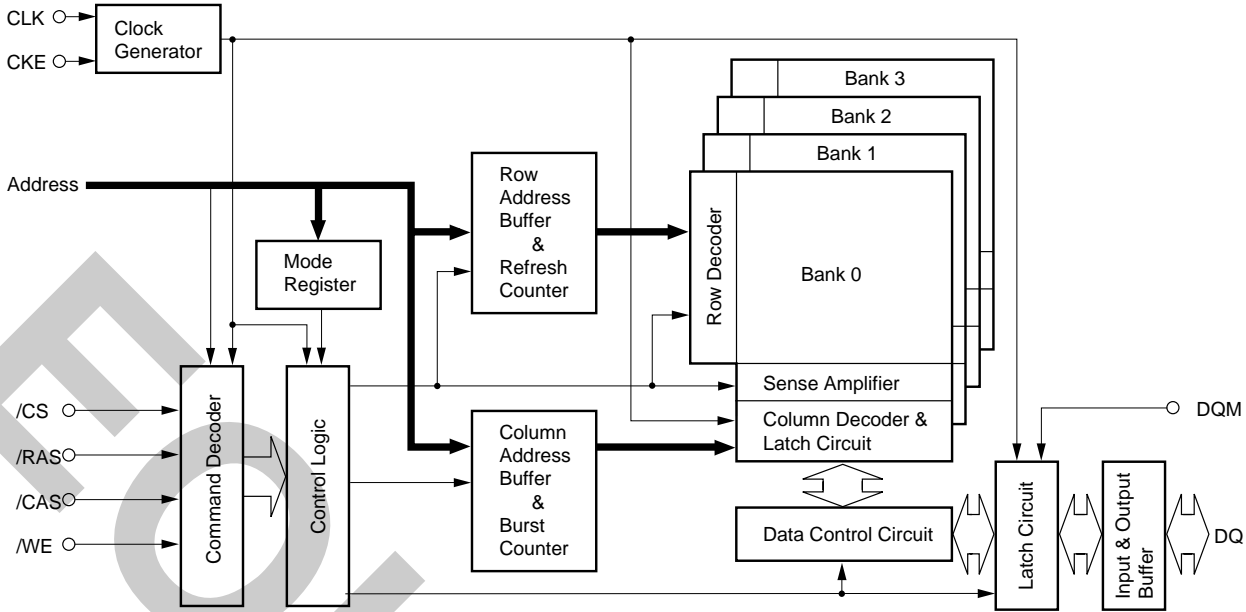 CLK
CKE
Clock
Generator
Bank 3
Bank 2
Bank 1
Bank 0
Address
Mode
Register
Row
Address
Buffer
&
Refresh
Counter
Row Decoder
Sense Amplifier
Column Decoder &
Latch Circuit
/CS
/RAS
/CAS
/WE
Command Decoder
Control Logic
Column
Address
Buffer
&
Burst
Counter
Data Control Circuit
Latch Circuit
Input & Output
Buffer
DQM
DQ